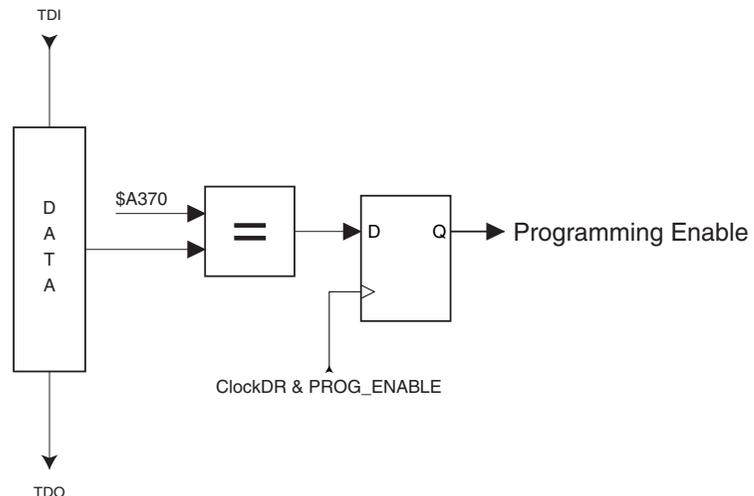 TDI
D
A
T
A
$A370
=
D
Q
Programming Enable
ClockDR & PROG_ENABLE
TDO